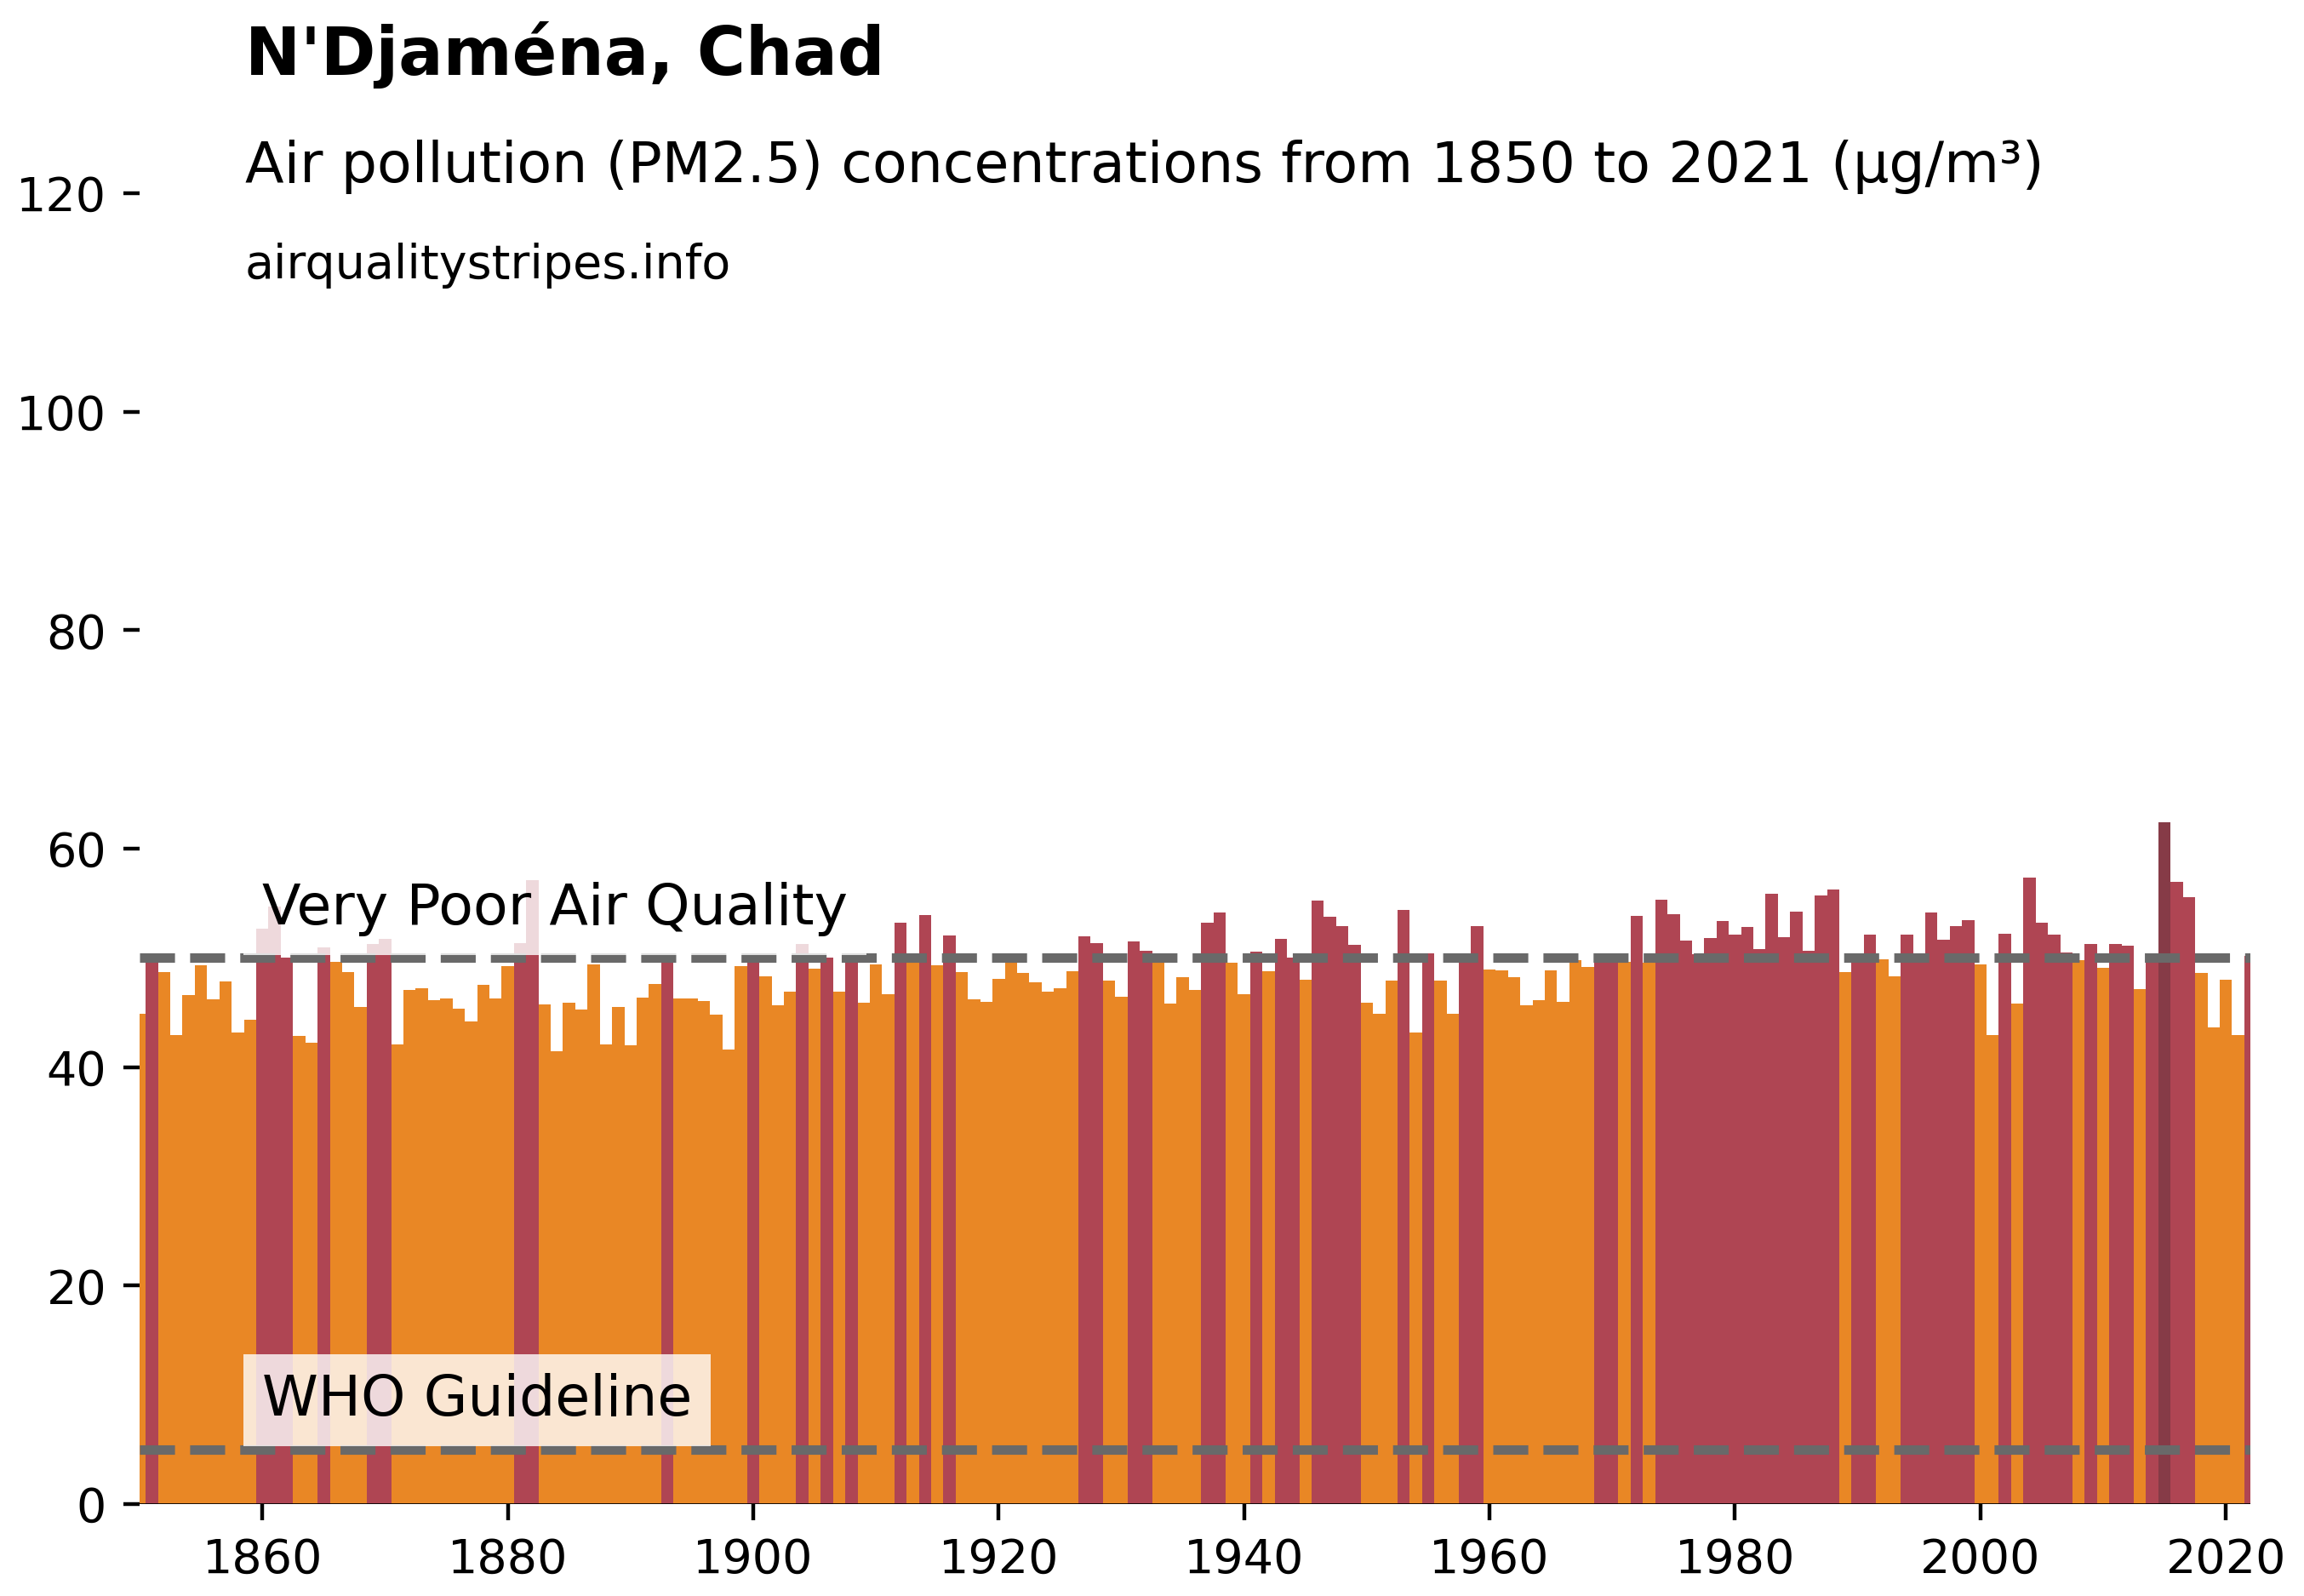 N'Djaména, Chad
Air pollution (PM2.5) concentrations from 1850 to 2021 (µg/m³)
airqualitystripes.info
120
100
80
60
Very Poor Air Quality
40
20
WHO Guideline
0
1860 1880 1900 1920 1940 1960 1980 2000 2020